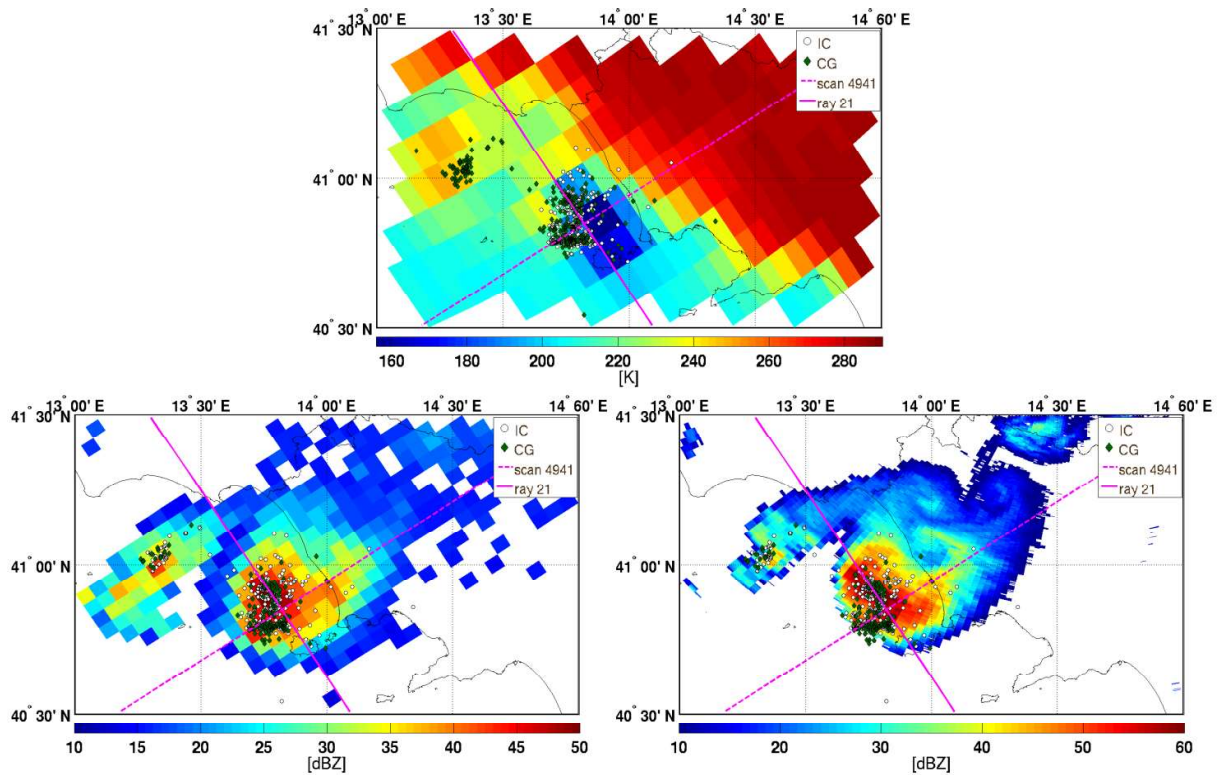 13° 00' E 13° 30' E 14° 00' E 14° 30' E 14° 60' E
41° 30' N
IC
CG
scan 4941
ray 21
41° 00' N
40° 30' N
160 180 200 220 240 260 280
[K]
13° 00' E 13° 30' E 14° 00' E 14° 30' E 14° 60' E
41° 30' N
IC
CG
scan 4941
ray 21
41° 00' N
40° 30' N
10 15 20 25 30 35 40 45 50
[dBZ]
13° 00' E 13° 30' E 14° 00' E 14° 30' E 14° 60' E
41° 30' N
IC
CG
scan 4941
ray 21
41° 00' N
40° 30' N
10 20 30 40 50 60
[dBZ]